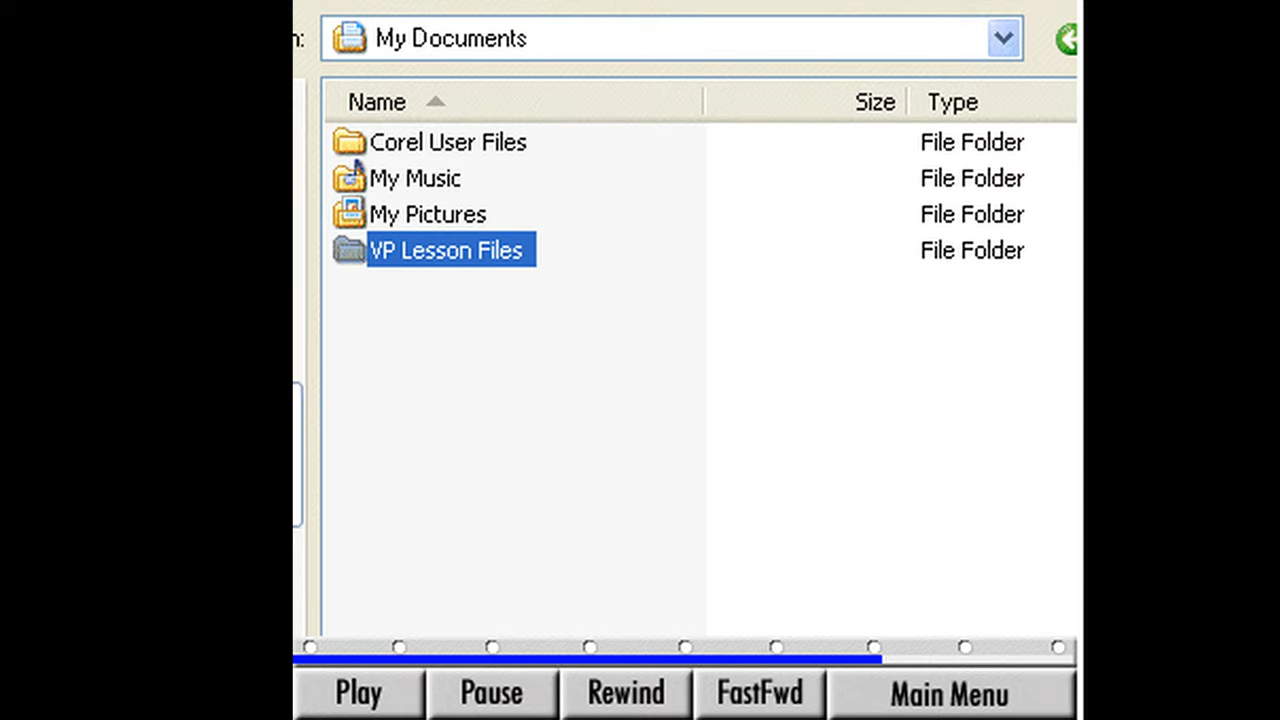 n: My Documents
Name Size Type
Corel User Files File Folder
My Music File Folder
My Pictures File Folder
VP Lesson Files File Folder
Play Pause Rewind FastFwd Main Menu